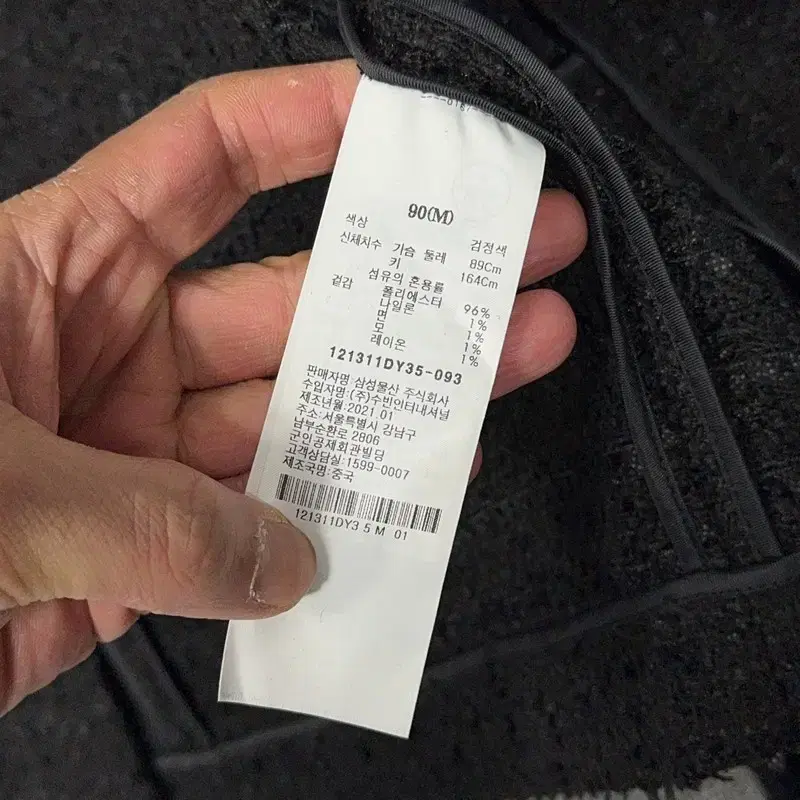 90(M)
색상 검정색
신체치수 가슴 둘레 89Cm
키 164Cm
섬유의 혼용률
겉감 폴리에스터 96%
나일론 1%
면 1%
모 1%
레이온 1%
121311DY35-093
판매자명:삼성물산 주식회사
수입자명:(주)수빈인터내셔널
제조년월:2021.01
주소:서울특별시 강남구
남부순환로 2806
군인공제회관빌딩
고객상담실:1599-0007
제조국명:중국
121311DY3 5 M 01